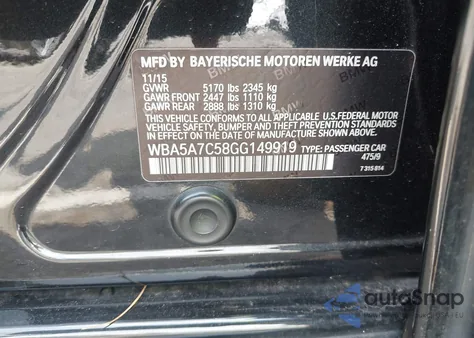 MFD BY BAYERISCHE MOTOREN WERKE AG
11/15
GVWR 5170 lbs 2345 kg
GAWR FRONT 2447 lbs 1110 kg
GAWR REAR 2888 lbs 1310 kg
THIS VEHICLE CONFORMS TO ALL APPLICABLE U.S.FEDERAL MOTOR
VEHICLE SAFETY, BUMPER, AND THEFT PREVENTION STANDARDS
IN EFFECT ON THE DATE OF MANUFACTURE SHOWN ABOVE.
WBA5A7C58GG149919 TYPE: PASSENGER CAR
475/9
7 315 814
autoSnap